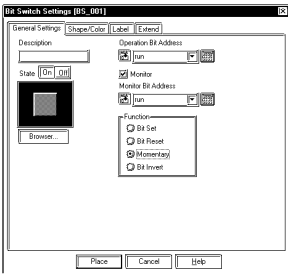 Bit Switch Settings [BS_001]
General Settings Shape/Color Label Extend
Description
Operation Bit Address
run
State On Off
Monitor
Monitor Bit Address
run
Browser...
Function
Bit Set
Bit Reset
Momentary
Bit Invert
Place Cancel Help